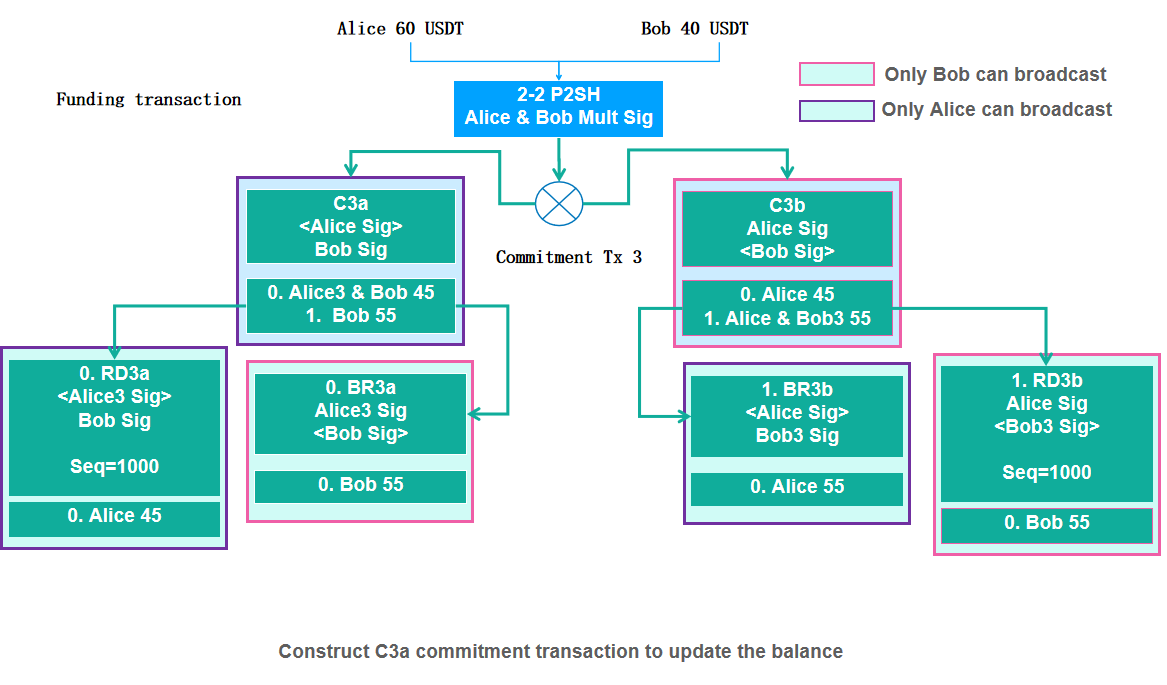 Alice 60 USDT
Bob 40 USDT
Only Bob can broadcast
Only Alice can broadcast
Funding transaction
2-2 P2SH
Alice & Bob Mult Sig
C3a
<Alice Sig>
Bob Sig
C3b
Alice Sig
<Bob Sig>
Commitment Tx 3
0. Alice3 & Bob 45
1. Bob 55
0. Alice 45
1. Alice & Bob3 55
0. RD3a
<Alice3 Sig>
Bob Sig
Seq=1000
0. Alice 45
0. BR3a
Alice3 Sig
<Bob Sig>
0. Bob 55
1. BR3b
<Alice Sig>
Bob3 Sig
0. Alice 55
1. RD3b
Alice Sig
<Bob3 Sig>
Seq=1000
0. Bob 55
Construct C3a commitment transaction to update the balance